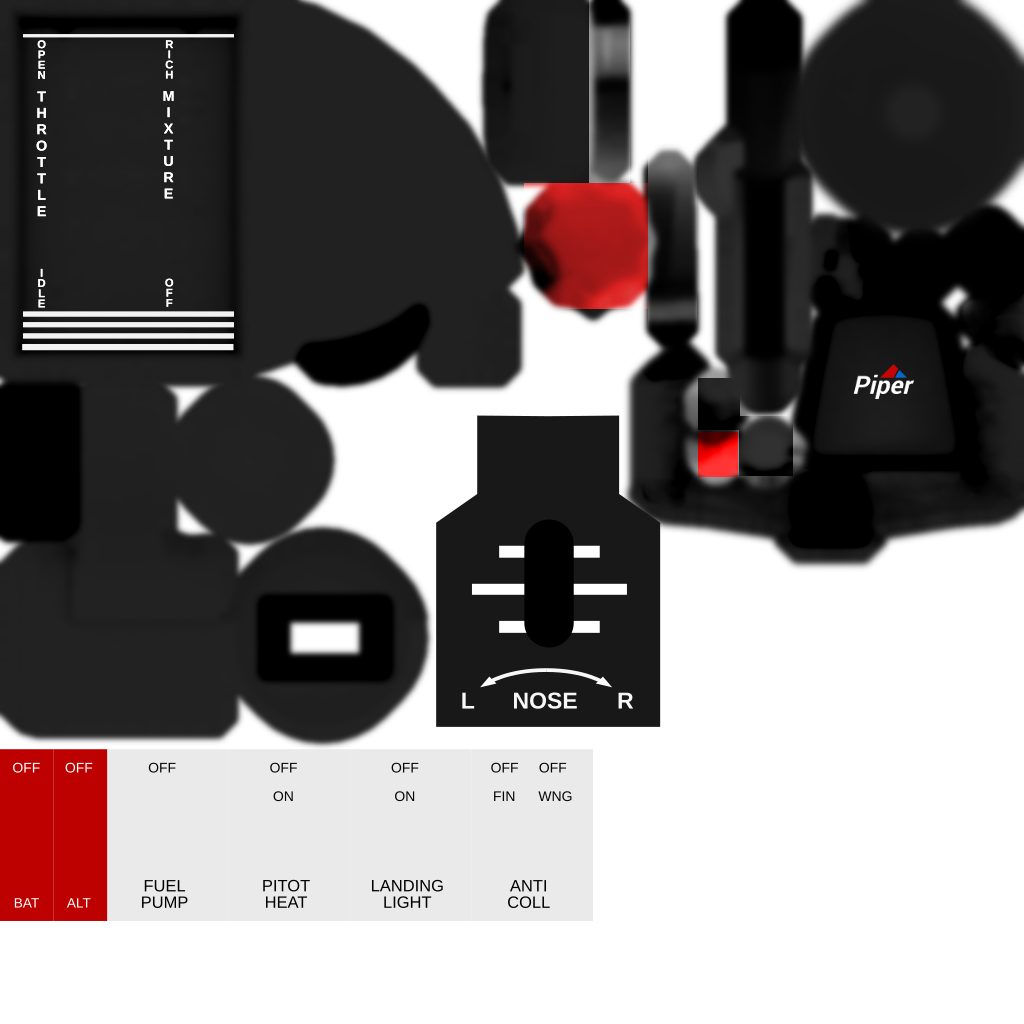 OPEN THROTTLE IDLE
RICH MIXTURE OFF
Piper
L NOSE R
OFF OFF OFF OFF OFF OFF OFF
ON ON FIN WNG
BAT ALT
FUEL PUMP
PITOT HEAT
LANDING LIGHT
ANTI COLL